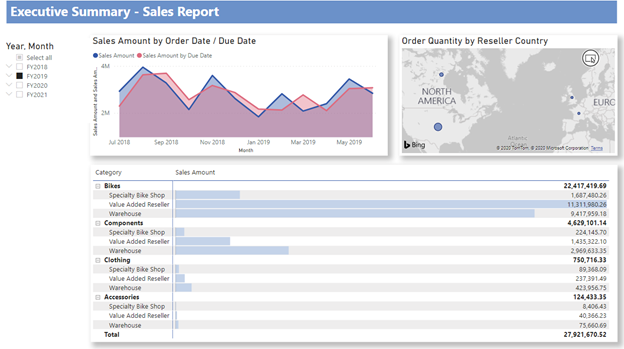 Executive Summary - Sales Report
Year, Month
Select all
FY2018
FY2019
FY2020
FY2021
Sales Amount by Order Date / Due Date
Sales Amount Sales Amount by Due Date
Sales Amount and Sales Am...
4M
2M
Jul 2018 Sep 2018 Nov 2018 Jan 2019 Mar 2019 May 2019
Month
Order Quantity by Reseller Country
NORTH
AMERICA
EURO
Atlantic
Ocean
Bing
© 2020 TomTom, © 2020 Microsoft Corporation Terms
Category Sales Amount
Bikes 22,417,419.69
Specialty Bike Shop 1,687,480.26
Value Added Reseller 11,311,980.26
Warehouse 9,417,959.18
Components 4,629,101.14
Specialty Bike Shop 224,145.70
Value Added Reseller 1,435,322.10
Warehouse 2,969,633.35
Clothing 750,716.33
Specialty Bike Shop 89,368.09
Value Added Reseller 237,391.49
Warehouse 423,956.75
Accessories 124,433.35
Specialty Bike Shop 8,406.43
Value Added Reseller 40,366.23
Warehouse 75,660.69
Total 27,921,670.52